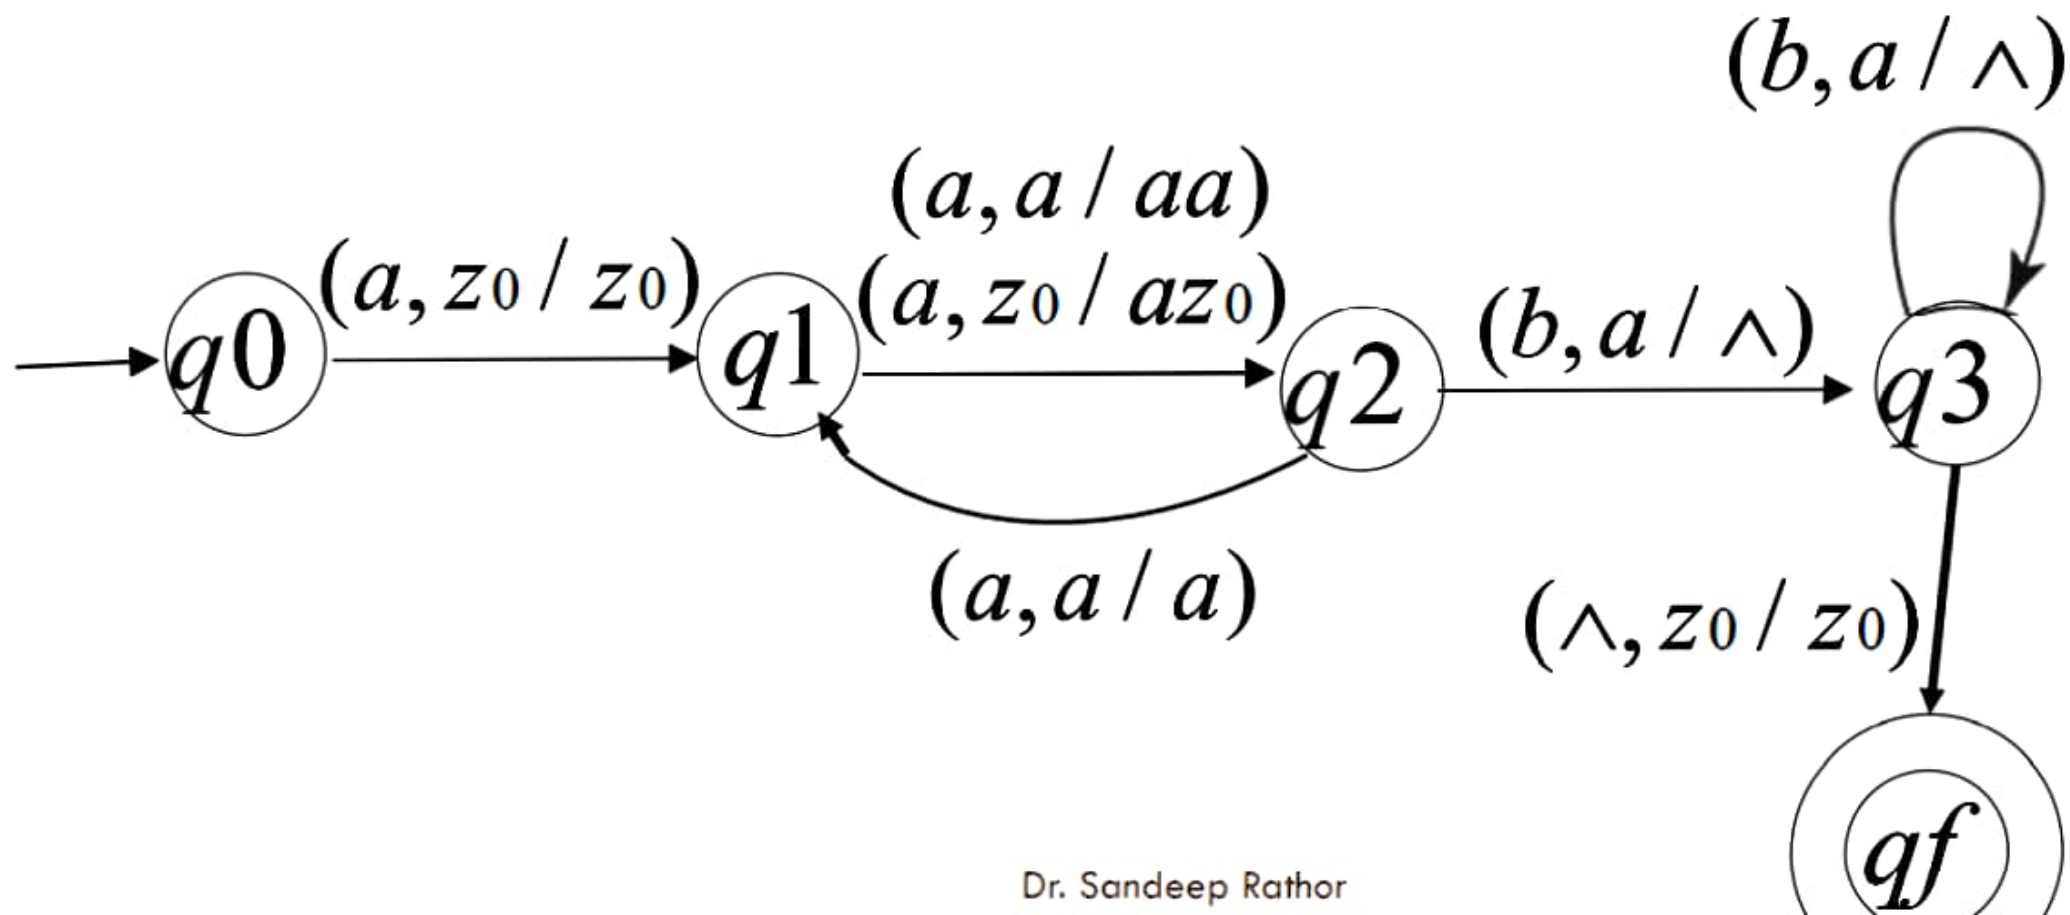 (b, a / ∧)
(a, a / aa)
(a, z0 / z0)
(a, z0 / az0)
(b, a / ∧)
q0
q1
q2
q3
(a, a / a)
(∧, z0 / z0)
qf
Dr. Sandeep Rathor